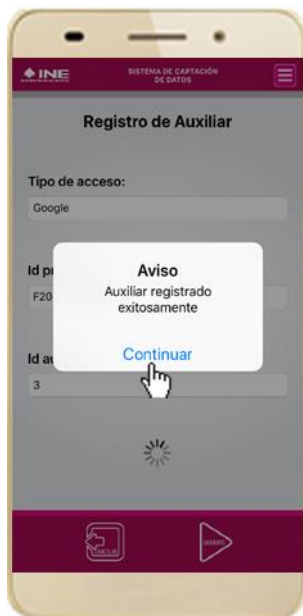 INE
SISTEMA DE CAPTACIÓN
DE DATOS
Registro de Auxiliar
Tipo de acceso:
Google
Id pr
F20
Aviso
Auxiliar registrado
exitosamente
Continuar
Id au
3